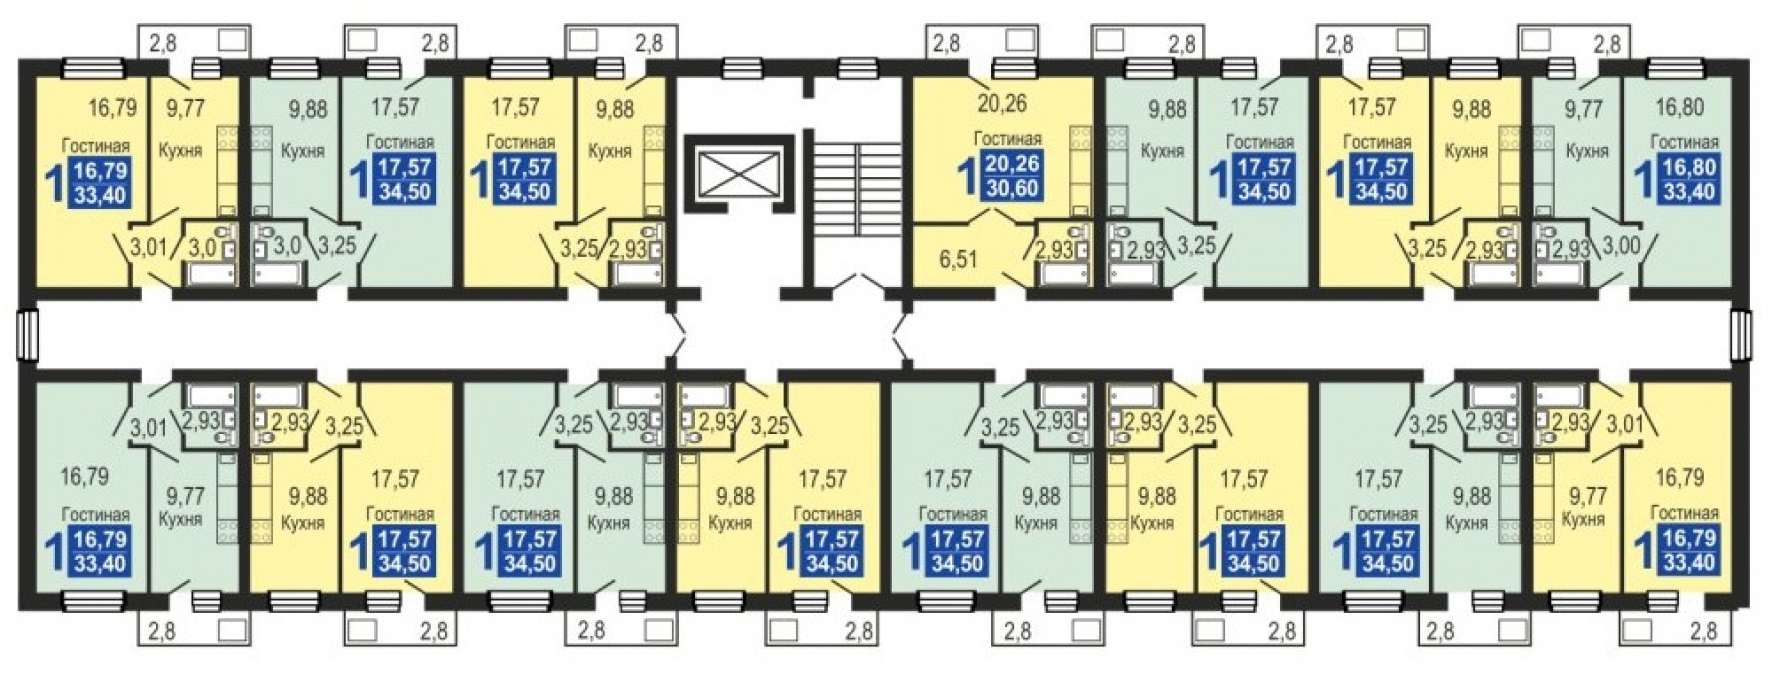 2,8 2,8 2,8 2,8 2,8 2,8 2,8
16,79 9,77 9,88 17,57 17,57 9,88 20,26 9,88 17,57 17,57 9,88 9,77 16,80
Гостиная Кухня Кухня Гостиная Гостиная Кухня Гостиная Кухня Гостиная Гостиная Кухня Кухня Гостиная
1 16,79 1 17,57 1 17,57 1 20,26 1 17,57 1 17,57 1 16,80
33,40 34,50 34,50 30,60 34,50 34,50 33,40
3,01 3,0 3,0 3,25 3,25 2,93 6,51 2,93 2,93 3,25 3,25 2,93 2,93 3,00
3,01 2,93 2,93 3,25 3,25 2,93 2,93 3,25 3,25 2,93 2,93 3,25 3,25 2,93 2,93 3,01
16,79 9,77 9,88 17,57 17,57 9,88 9,88 17,57 17,57 9,88 9,88 17,57 17,57 9,88 9,77 16,79
Гостиная Кухня Кухня Гостиная Гостиная Кухня Кухня Гостиная Гостиная Кухня Кухня Гостиная Гостиная Кухня Кухня Гостиная
1 16,79 1 17,57 1 17,57 1 17,57 1 17,57 1 17,57 1 17,57 1 16,79
33,40 34,50 34,50 34,50 34,50 34,50 34,50 33,40
2,8 2,8 2,8 2,8 2,8 2,8 2,8 2,8